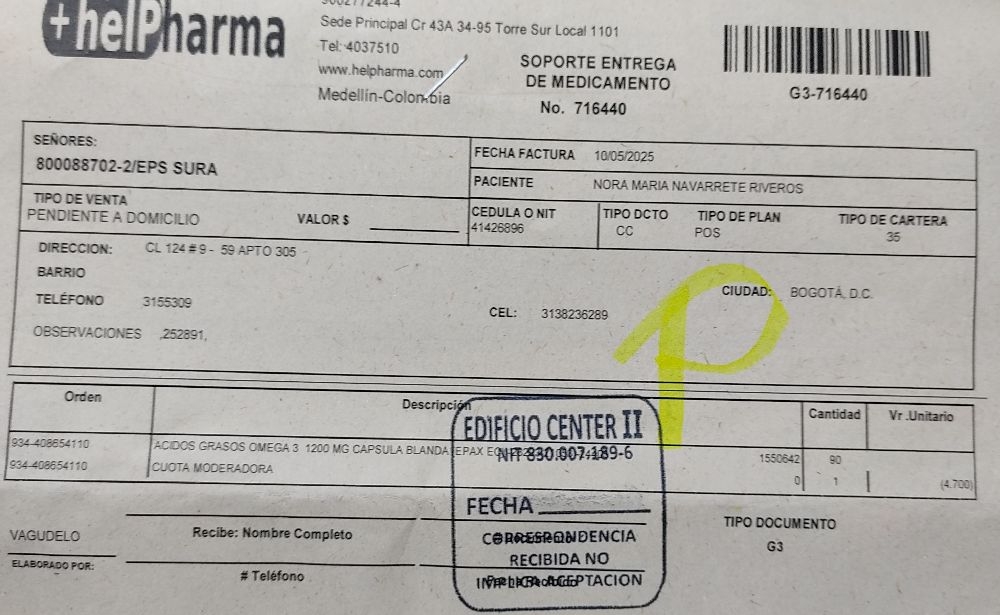 +helPharma
900277244-4
Sede Principal Cr 43A 34-95 Torre Sur Local 1101
Tel: 4037510
www.helpharma.com
Medellín-Colombia
SOPORTE ENTREGA
DE MEDICAMENTO
No. 716440
G3-716440
SEÑORES:
800088702-2/EPS SURA
FECHA FACTURA 10/05/2025
PACIENTE NORA MARIA NAVARRETE RIVEROS
TIPO DE VENTA
PENDIENTE A DOMICILIO
VALOR $
CEDULA O NIT
41426896
TIPO DCTO
CC
TIPO DE PLAN
POS
TIPO DE CARTERA
35
DIRECCION: CL 124 # 9 - 59 APTO 305
BARRIO
CIUDAD: BOGOTÁ, D.C.
TELÉFONO 3155309
CEL: 3138236289
OBSERVACIONES ,252891,
P
Orden Descripción Cantidad Vr .Unitario
934-408654110 ACIDOS GRASOS OMEGA 3 1200 MG CAPSULA BLANDA EPAX 1550642 90
934-408654110 CUOTA MODERADORA 0 1 (4.700)
EDIFICIO CENTER II
NIT 830.007.189-6
FECHA
CORRESPONDENCIA
RECIBIDA NO
IMPLICA ACEPTACION
VAGUDELO
ELABORADO POR:
Recibe: Nombre Completo
# Teléfono
TIPO DOCUMENTO
G3